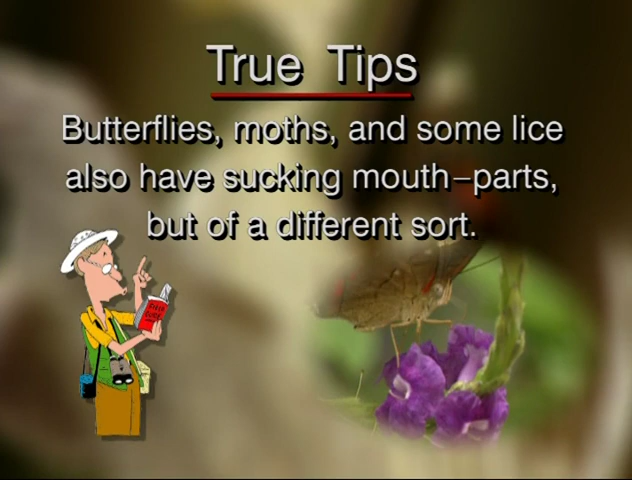 True Tips
Butterflies, moths, and some lice
also have sucking mouth-parts,
but of a different sort.